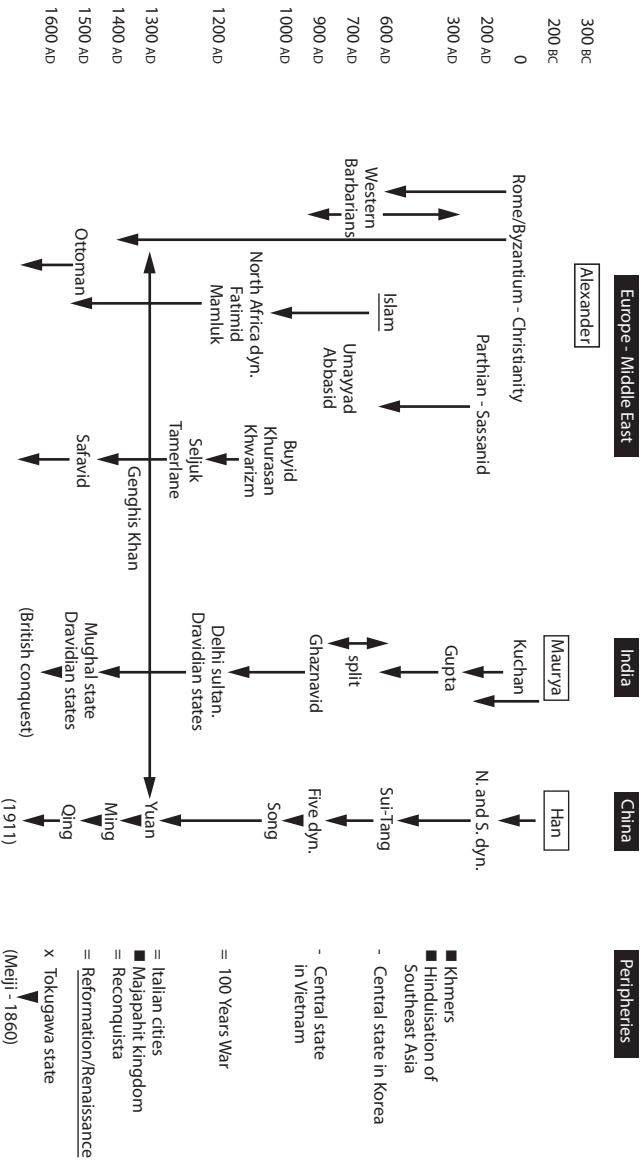 Europe - Middle East
India
China
Peripheries
300 BC
200 BC
0
200 AD
300 AD
600 AD
700 AD
900 AD
1000 AD
1200 AD
1300 AD
1400 AD
1500 AD
1600 AD
Alexander
Rome/Byzantium - Christianity
Parthian - Sassanid
Western
Barbarians
Islam
Umayyad
Abbasid
North Africa dyn.
Fatimid
Mamluk
Buyid
Khurasan
Khwarizm
Seljuk
Tamerlane
Genghis Khan
Ottoman
Safavid
Maurya
Kuchan
Gupta
split
Ghaznavid
Delhi sultan.
Dravidian states
Mughal state
Dravidian states
(British conquest)
Han
N. and S. dyn.
Sui-Tang
Five dyn.
Song
Yuan
Ming
Qing
(1911)
■ Khmers
■ Hinduisation of
Southeast Asia
- Central state in Korea
- Central state
in Vietnam
= 100 Years War
= Italian cities
■ Majapahit kingdom
= Reconquista
= Reformation/Renaissance
x Tokugawa state
(Meiji - 1860)